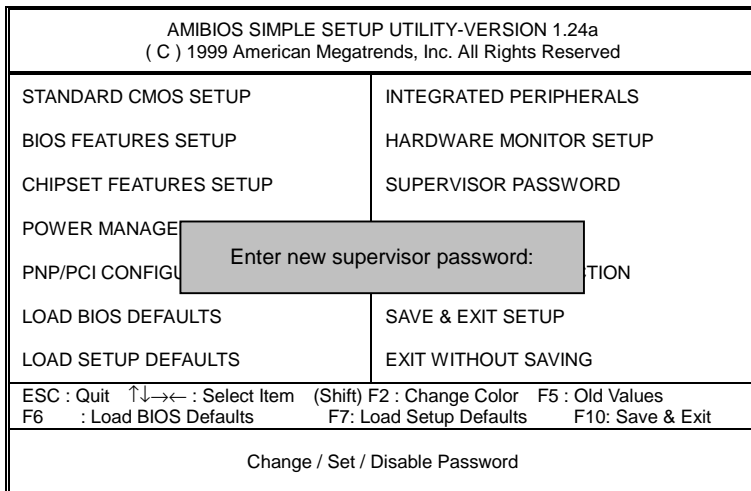 AMIBIOS SIMPLE SETUP UTILITY-VERSION 1.24a
( C ) 1999 American Megatrends, Inc. All Rights Reserved
STANDARD CMOS SETUP
BIOS FEATURES SETUP
CHIPSET FEATURES SETUP
POWER
PNP/PCI
LOAD BIOS DEFAULTS
LOAD SETUP DEFAULTS
INTEGRATED PERIPHERALS
HARDWARE MONITOR SETUP
SUPERVISOR PASSWORD
SAVE & EXIT SETUP
EXIT WITHOUT SAVING
Enter new supervisor password:
ESC : Quit ↑↓→← : Select Item (Shift) F2 : Change Color F5 : Old Values
F6 : Load BIOS Defaults F7: Load Setup Defaults F10: Save & Exit
Change / Set / Disable Password